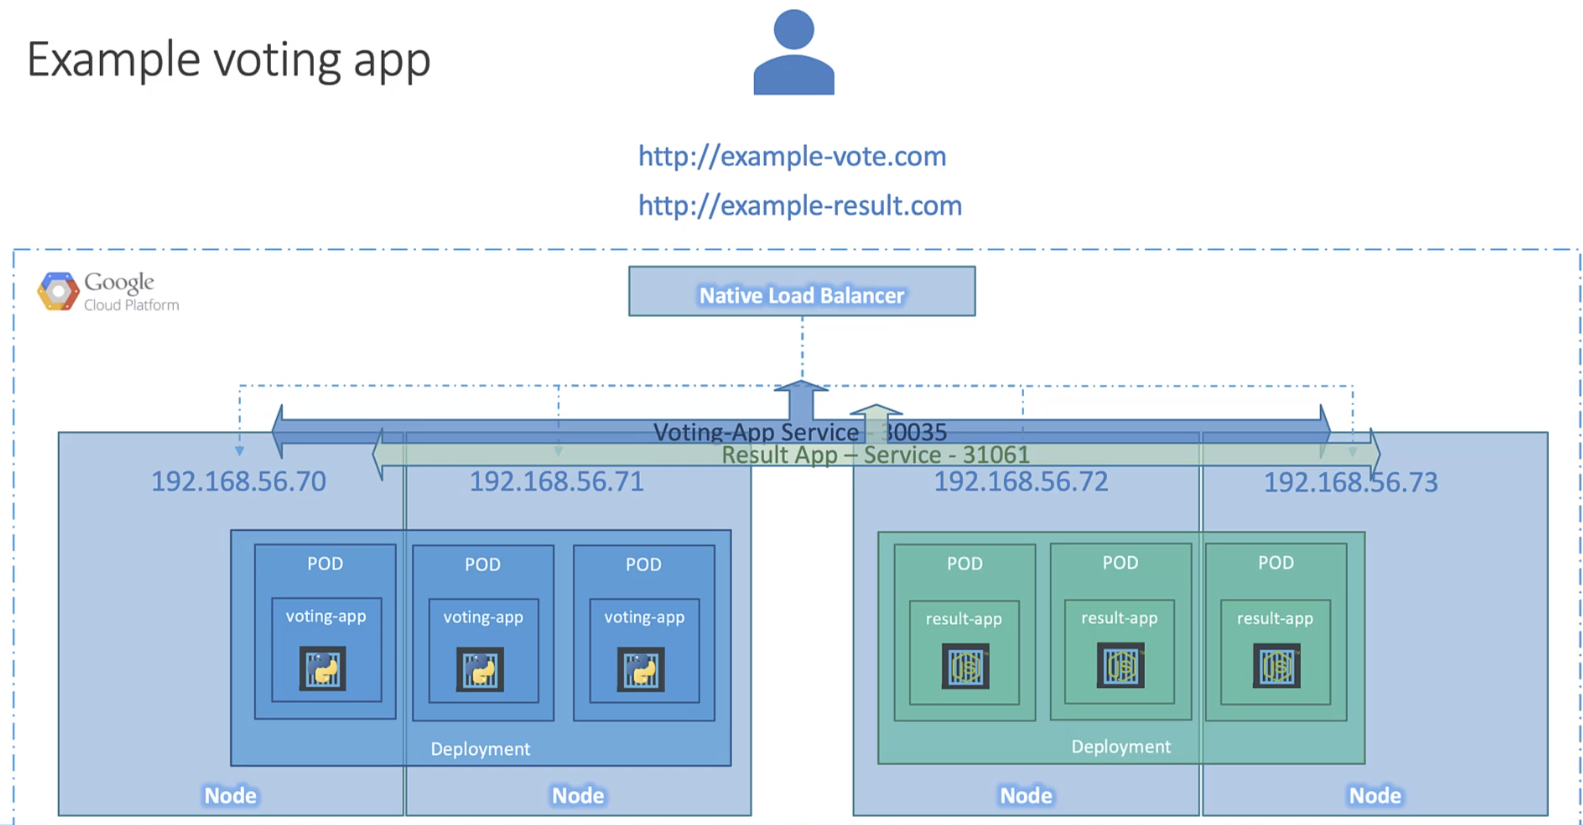 Example voting app
http://example-vote.com
http://example-result.com
Google
Cloud Platform
Native Load Balancer
Voting-App Service - 30035
Result App – Service - 31061
192.168.56.70
192.168.56.71
192.168.56.72
192.168.56.73
POD
POD
POD
POD
POD
POD
voting-app
voting-app
voting-app
result-app
result-app
result-app
JS
JS
JS
Deployment
Deployment
Node
Node
Node
Node